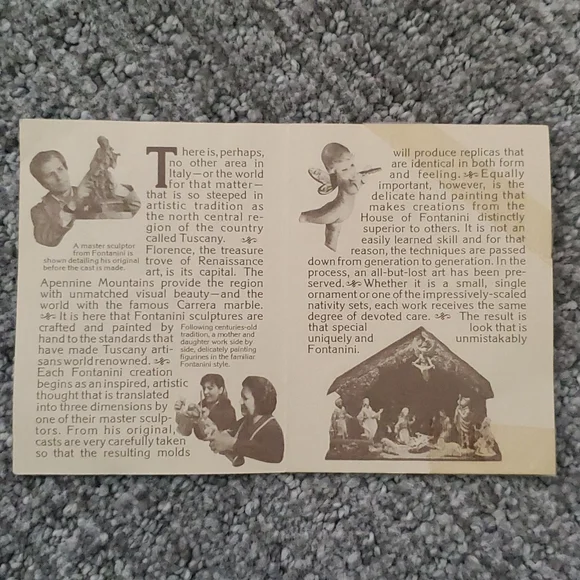 There is, perhaps,
no other area in
Italy—or the world
for that matter—
that is so steeped in
artistic tradition as
the north central re-
gion of the country
called Tuscany.
Florence, the treasure
trove of Renaissance
art, is its capital. The
Apennine Mountains provide the region
with unmatched visual beauty—and the
world with the famous Carrera marble.
It is here that Fontanini sculptures are
crafted and painted by
hand to the standards that
have made Tuscany arti-
sans world renowned.
Each Fontanini creation
begins as an inspired, artistic
thought that is translated
into three dimensions by
one of their master sculp-
tors. From his original,
casts are very carefully taken
so that the resulting molds
A master sculptor
from Fontanini is
shown detailing his original
before the cast is made.
Following centuries-old
tradition, a mother and
daughter work side by
side, delicately painting
figurines in the familiar
Fontanini style.
will produce replicas that
are identical in both form
and feeling. Equally
important, however, is the
delicate hand painting that
makes creations from the
House of Fontanini distinctly
superior to others. It is not an
easily learned skill and for that
reason, the techniques are passed
down from generation to generation. In the
process, an all-but-lost art has been pre-
served. Whether it is a small, single
ornament or one of the impressively-scaled
nativity sets, each work receives the same
degree of devoted care. The result is
that special look that is
uniquely and unmistakably
Fontanini.